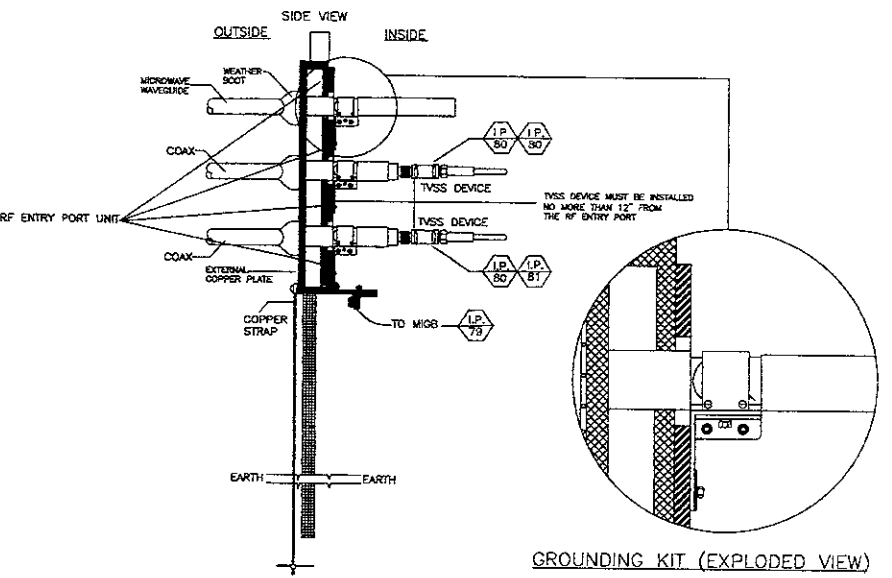 SIDE VIEW
OUTSIDE
INSIDE
WEATHER
BOOT
MICROWAVE
WAVEGUIDE
I.P.
80
I.P.
80
COAX
TVSS DEVICE
TVSS DEVICE MUST BE INSTALLED
NO MORE THAN 12" FROM
THE RF ENTRY PORT
RF ENTRY PORT UNIT
TVSS DEVICE
COAX
I.P.
80
I.P.
81
EXTERNAL
COPPER PLATE
COPPER
STRAP
TO MIGB
I.P.
79
EARTH
EARTH
GROUNDING KIT (EXPLODED VIEW)